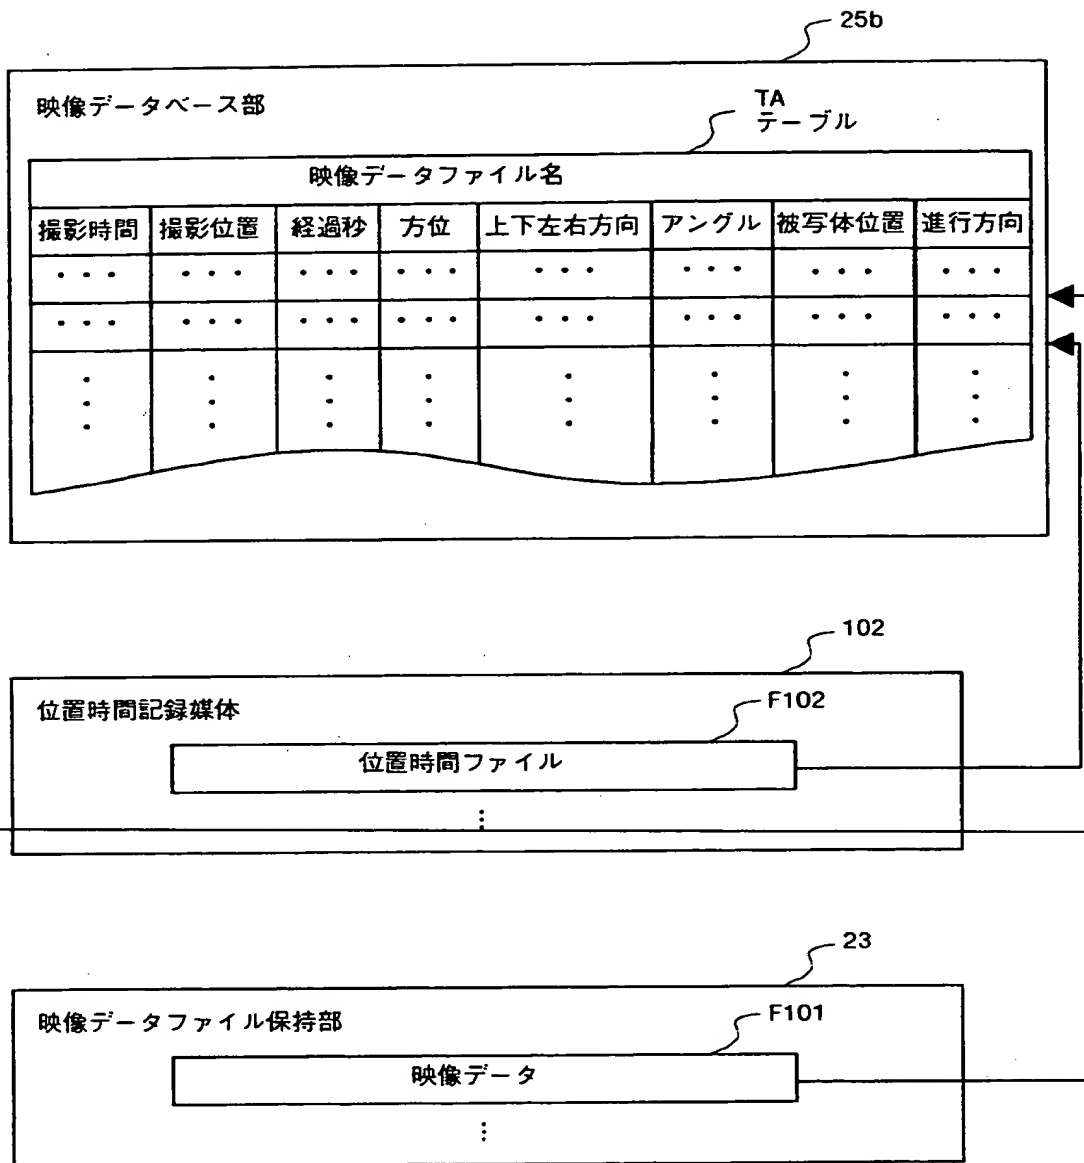 25b
映像データベース部
TA
テーブル
映像データファイル名
撮影時間 撮影位置 経過秒 方位 上下左右方向 アングル 被写体位置 進行方向
・・・ ・・・ ・・・ ・・・ ・・・ ・・・ ・・・ ・・・
・・・ ・・・ ・・・ ・・・ ・・・ ・・・ ・・・ ・・・
102
位置時間記録媒体
F102
位置時間ファイル
23
映像データファイル保持部
F101
映像データ